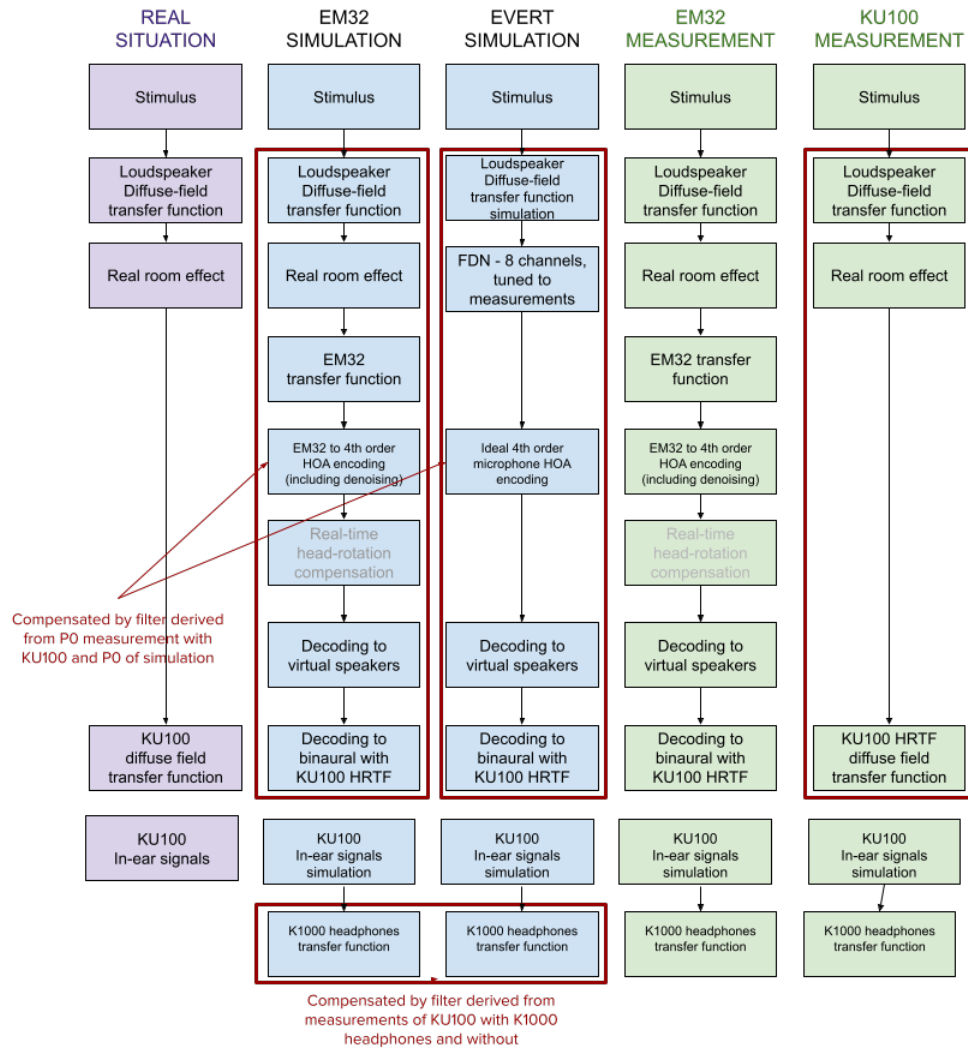 REAL
SITUATION
EM32
SIMULATION
EVERT
SIMULATION
EM32
MEASUREMENT
KU100
MEASUREMENT
Stimulus
Stimulus
Stimulus
Stimulus
Stimulus
Loudspeaker
Diffuse-field
transfer function
Loudspeaker
Diffuse-field
transfer function
Loudspeaker
Diffuse-field
transfer function
simulation
Loudspeaker
Diffuse-field
transfer function
Loudspeaker
Diffuse-field
transfer function
Real room effect
Real room effect
FDN - 8 channels,
tuned to
measurements
Real room effect
Real room effect
EM32
transfer function
EM32 transfer
function
EM32 to 4th order
HOA encoding
(including denoising)
Ideal 4th order
microphone HOA
encoding
EM32 to 4th order
HOA encoding
(including denoising)
Real-time
head-rotation
compensation
Real-time
head-rotation
compensation
Compensated by filter derived
from P0 measurement with
KU100 and P0 of simulation
Decoding to
virtual speakers
Decoding to
virtual speakers
Decoding to
virtual speakers
KU100
diffuse field
transfer function
Decoding to
binaural with
KU100 HRTF
Decoding to
binaural with
KU100 HRTF
Decoding to
binaural with
KU100 HRTF
KU100 HRTF
diffuse field
transfer function
KU100
In-ear signals
KU100
In-ear signals
simulation
KU100
In-ear signals
simulation
KU100
In-ear signals
simulation
KU100
In-ear signals
simulation
K1000 headphones
transfer function
K1000 headphones
transfer function
K1000 headphones
transfer function
K1000 headphones
transfer function
Compensated by filter derived from
measurements of KU100 with K1000
headphones and without